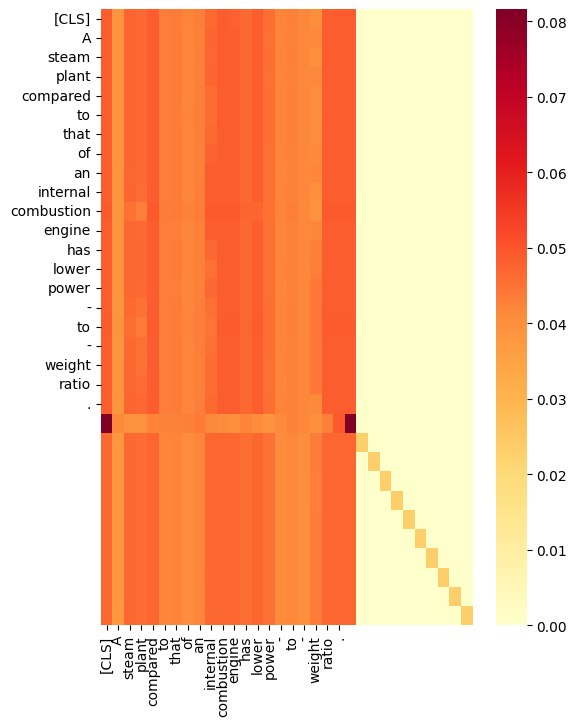 [CLS]
A
steam
plant
compared
to
that
of
an
internal
combustion
engine
has
lower
power
-
to
-
weight
ratio
.
0.08
0.07
0.06
0.05
0.04
0.03
0.02
0.01
0.00
[CLS]
A
steam
plant
compared
to
that
of
an
internal
combustion
engine
has
lower
power
-
to
-
weight
ratio
.